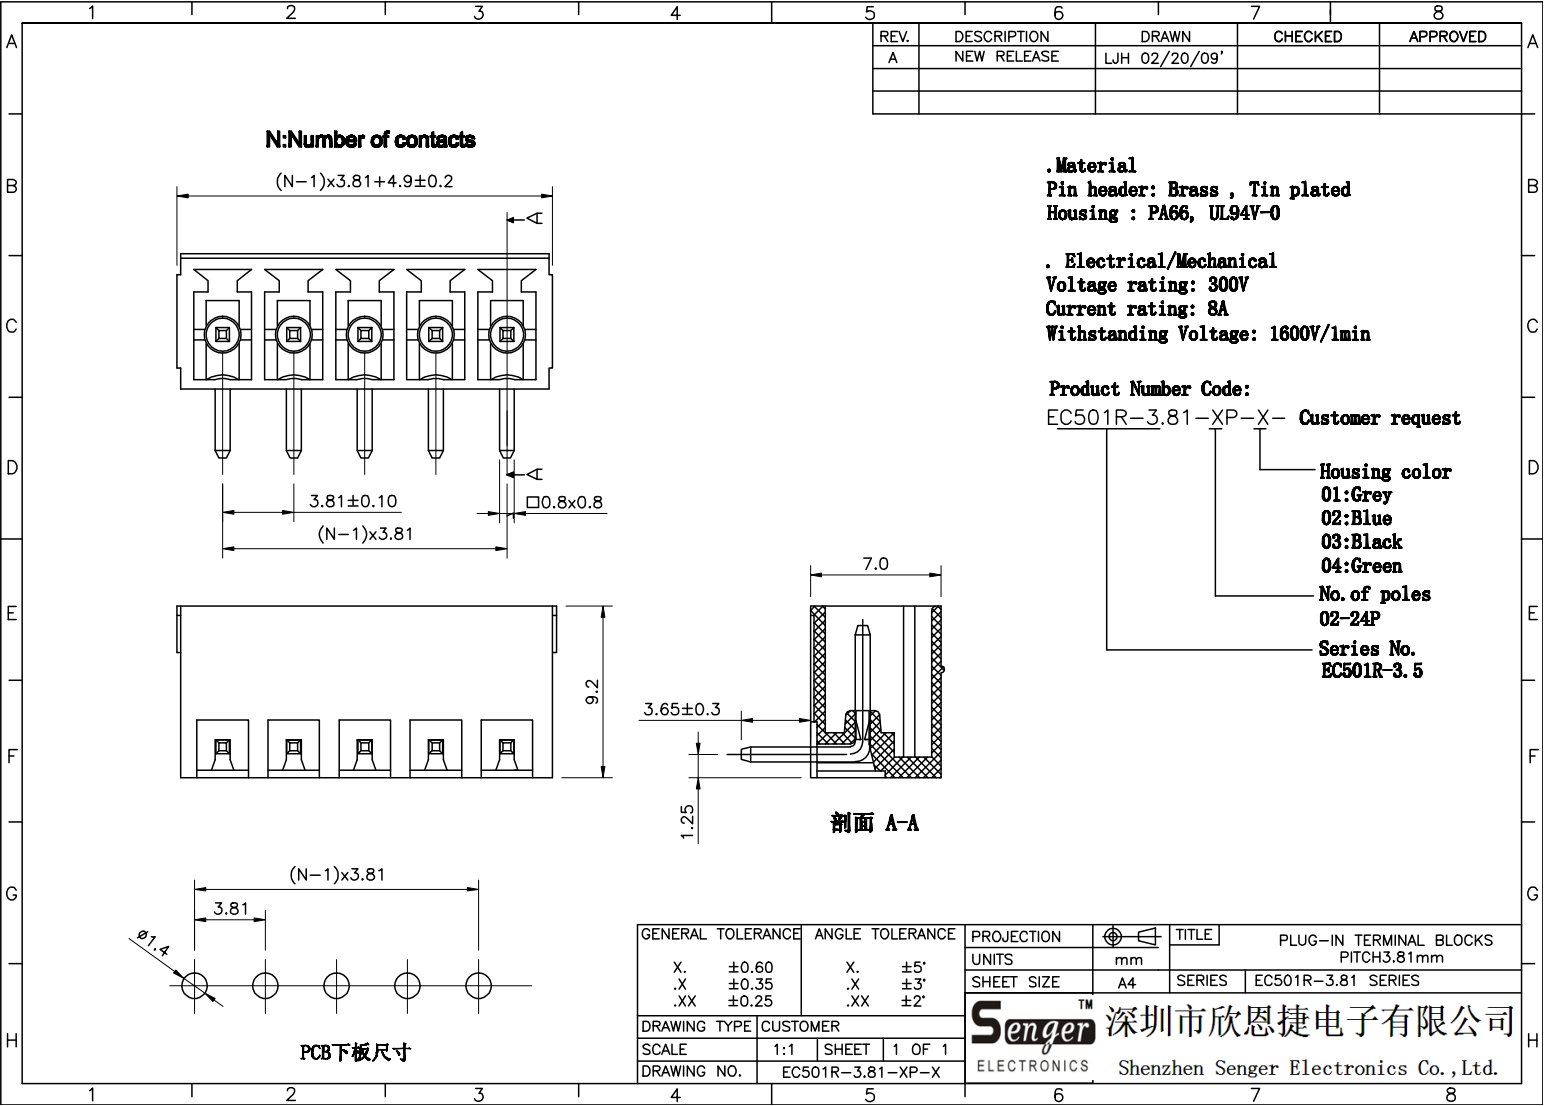 1 2 3 4 5 6 7 8
A
B
C
D
E
F
G
H
A
B
C
D
E
F
G
H
REV. DESCRIPTION DRAWN CHECKED APPROVED
A NEW RELEASE LJH 02/20/09'
N:Number of contacts
(N-1)x3.81+4.9±0.2
A
A
3.81±0.10
□0.8x0.8
(N-1)x3.81
.Material
Pin header: Brass , Tin plated
Housing : PA66, UL94V-0
. Electrical/Mechanical
Voltage rating: 300V
Current rating: 8A
Withstanding Voltage: 1600V/1min
Product Number Code:
EC501R-3.81-XP-X- Customer request
Housing color
01:Grey
02:Blue
03:Black
04:Green
No.of poles
02-24P
Series No.
EC501R-3.5
9.2
7.0
3.65±0.3
1.25
剖面 A-A
(N-1)x3.81
3.81
ø1.4
PCB下板尺寸
GENERAL TOLERANCE
X. ±0.60
.X ±0.35
.XX ±0.25
ANGLE TOLERANCE
X. ±5°
.X ±3°
.XX ±2°
DRAWING TYPE CUSTOMER
SCALE 1:1 SHEET 1 OF 1
DRAWING NO. EC501R-3.81-XP-X
PROJECTION
UNITS mm
SHEET SIZE A4
TITLE PLUG-IN TERMINAL BLOCKS
PITCH3.81mm
SERIES EC501R-3.81 SERIES
Senger TM
ELECTRONICS
深圳市欣恩捷电子有限公司
Shenzhen Senger Electronics Co.,Ltd.
1 2 3 4 5 6 7 8